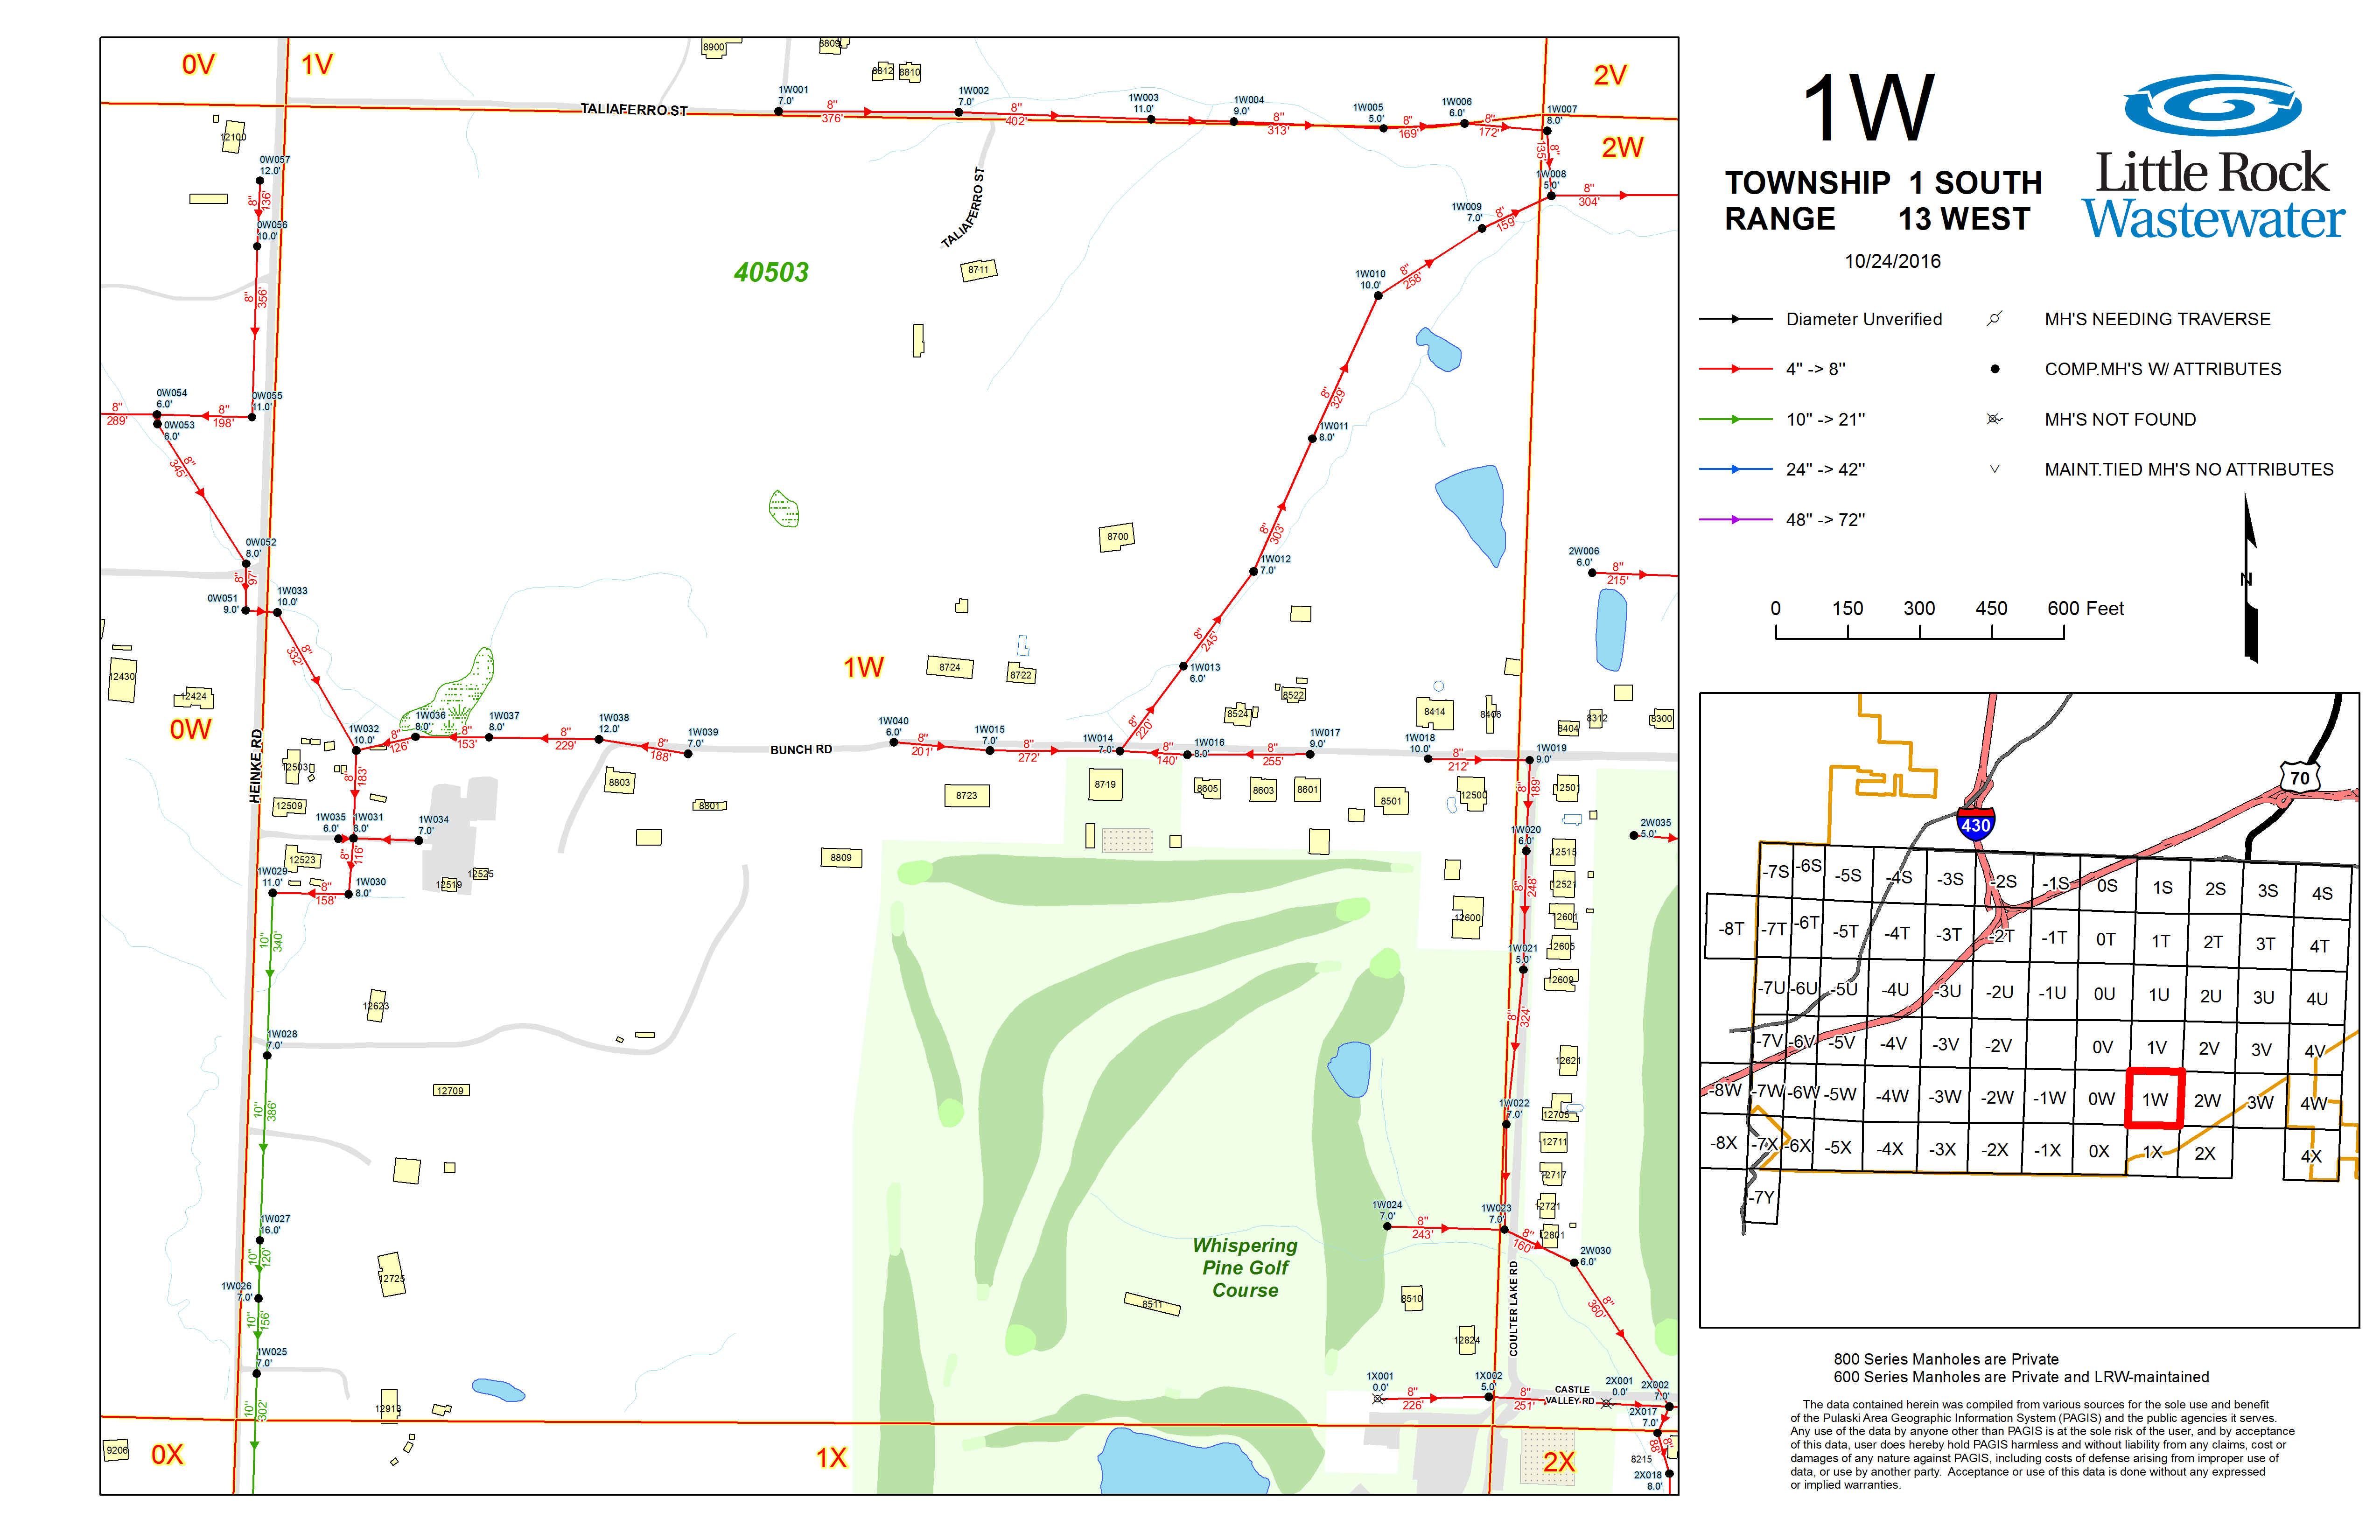 0V
1V
2V
8900
8809
8812
8810
1W001
7.0'
8"
376'
1W002
7.0'
8"
402'
1W003
11.0'
1W004
9.0'
8"
313'
1W005
5.0'
8"
169'
1W006
6.0'
8"
172'
1W007
8.0'
TALIAFERRO ST
2W
12100
0W057
12.0'
8"
136'
0W056
10.0'
8"
135'
1W008
5.0'
8"
304'
1W009
7.0'
8"
159'
TALIAFERRO ST
40503
8711
8"
356'
1W010
10.0'
8"
258'
0W054
6.0'
8"
289'
8"
198'
0W055
11.0'
0W053
6.0'
8"
345'
8"
329'
1W011
8.0'
8"
303'
8700
0W052
8.0'
8"
97'
0W051
9.0'
1W033
10.0'
1W012
7.0'
2W006
6.0'
8"
215'
8"
332'
8"
245'
1W
8724
8722
1W013
6.0'
12430
12424
0W
8524
8522
8414
8406
8404
8312
8300
1W032
10.0'
8"
126'
1W036
8.0'
8"
153'
1W037
8.0'
8"
229'
1W038
12.0'
8"
188'
1W039
7.0'
BUNCH RD
1W040
6.0'
8"
201'
1W015
7.0'
8"
272'
1W014
7.0'
8"
220'
8"
140'
1W016
8.0'
8"
255'
1W017
9.0'
1W018
10.0'
8"
212'
1W019
9.0'
HEINKE RD
12503
8"
183'
12509
8803
8801
8723
8719
8605
8603
8601
8501
12500
12501
8"
189'
1W035
6.0'
1W031
8.0'
1W034
7.0'
8"
116'
12523
12519
12525
8809
1W020
6.0'
2W035
5.0'
12515
12521
8"
248'
1W029
11.0'
8"
158'
1W030
8.0'
12600
12601
12605
12609
10"
340'
1W021
5.0'
8"
324'
12623
1W028
7.0'
12621
12709
10"
386'
1W022
7.0'
12705
12711
12717
12721
12801
1W027
16.0'
10"
120'
1W024
7.0'
8"
243'
1W023
7.0'
8"
160'
2W030
6.0'
Whispering
Pine Golf
Course
12725
1W026
7.0'
10"
156'
8511
8510
12824
COULTER LAKE RD
8"
360'
1W025
7.0'
12913
10"
302'
1X001
0.0'
8"
226'
1X002
5.0'
8"
251'
CASTLE
VALLEY RD
2X001
0.0'
2X002
7.0'
2X017
7.0'
8"
88'
8215
2X018
8.0'
9206
0X
1X
2X
1W
TOWNSHIP 1 SOUTH
RANGE 13 WEST
10/24/2016
Little Rock
Wastewater
Diameter Unverified
4" -> 8"
10" -> 21"
24" -> 42"
48" -> 72"
MH'S NEEDING TRAVERSE
COMP.MH'S W/ ATTRIBUTES
MH'S NOT FOUND
MAINT.TIED MH'S NO ATTRIBUTES
N
0 150 300 450 600 Feet
70
430
-7S -6S -5S -4S -3S -2S -1S 0S 1S 2S 3S 4S
-8T -7T -6T -5T -4T -3T -2T -1T 0T 1T 2T 3T 4T
-7U -6U -5U -4U -3U -2U -1U 0U 1U 2U 3U 4U
-7V -6V -5V -4V -3V -2V 0V 1V 2V 3V 4V
-8W -7W -6W -5W -4W -3W -2W -1W 0W 1W 2W 3W 4W
-8X -7X -6X -5X -4X -3X -2X -1X 0X 1X 2X 4X
-7Y
800 Series Manholes are Private
600 Series Manholes are Private and LRW-maintained
The data contained herein was compiled from various sources for the sole use and benefit
of the Pulaski Area Geographic Information System (PAGIS) and the public agencies it serves.
Any use of the data by anyone other than PAGIS is at the sole risk of the user, and by acceptance
of this data, user does hereby hold PAGIS harmless and without liability from any claims, cost or
damages of any nature against PAGIS, including costs of defense arising from improper use of
data, or use by another party. Acceptance or use of this data is done without any expressed
or implied warranties.